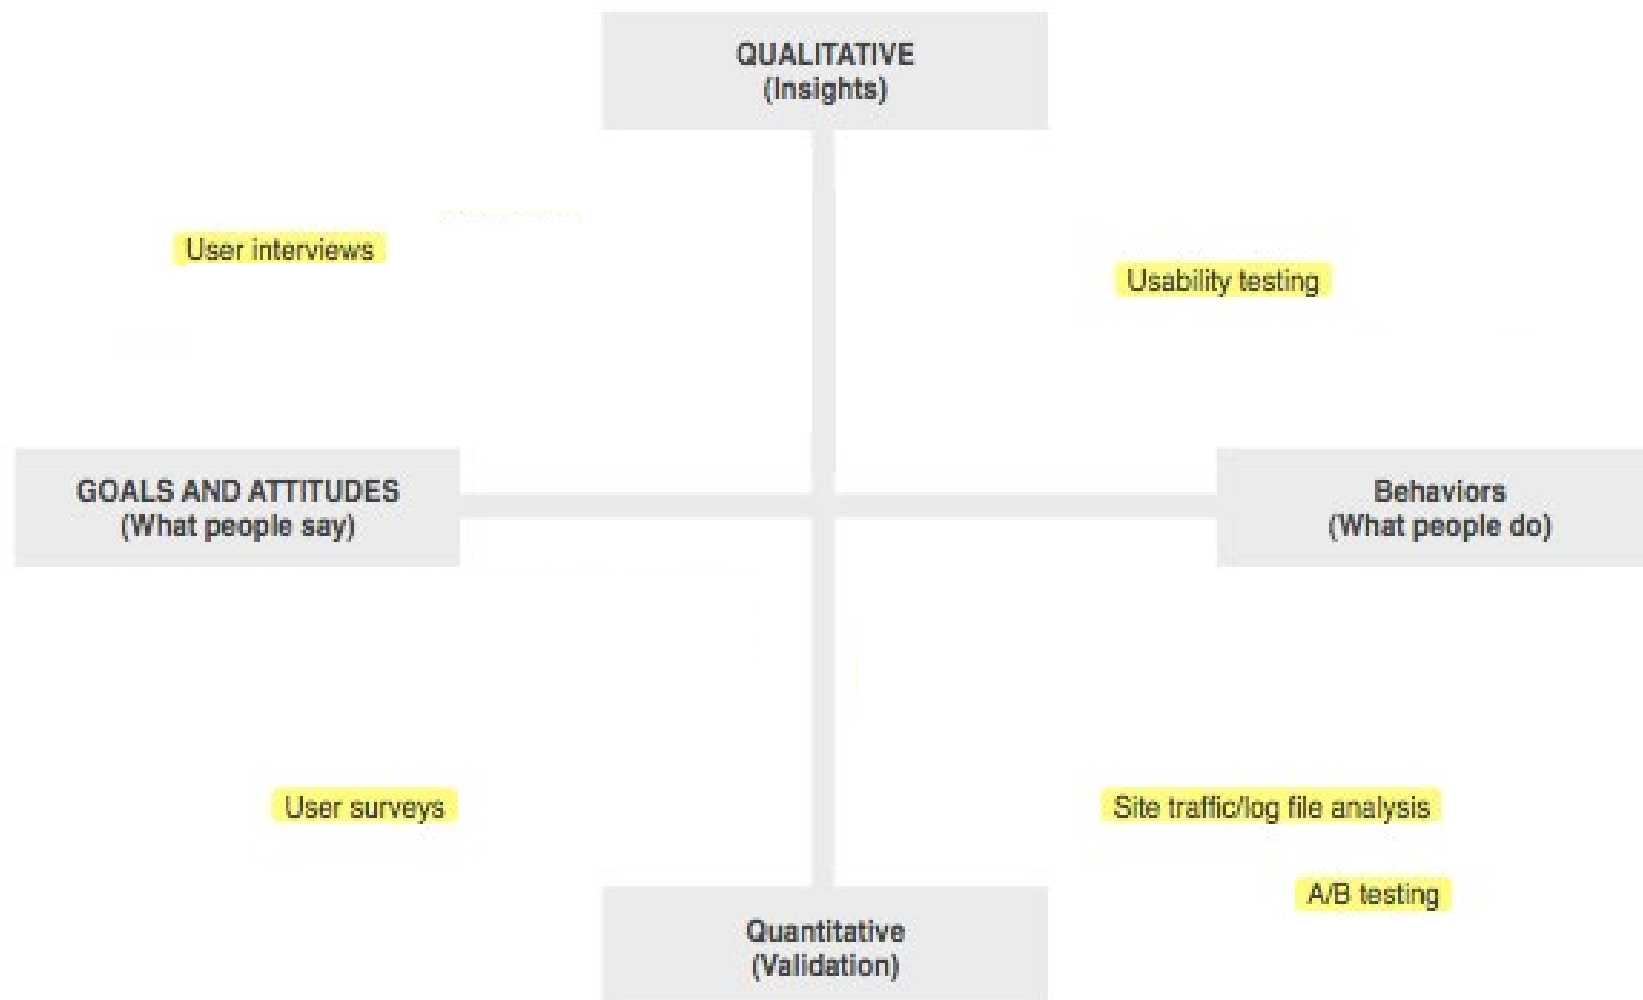 QUALITATIVE
(Insights)
User interviews
Usability testing
GOALS AND ATTITUDES
(What people say)
Behaviors
(What people do)
User surveys
Site traffic/log file analysis
A/B testing
Quantitative
(Validation)